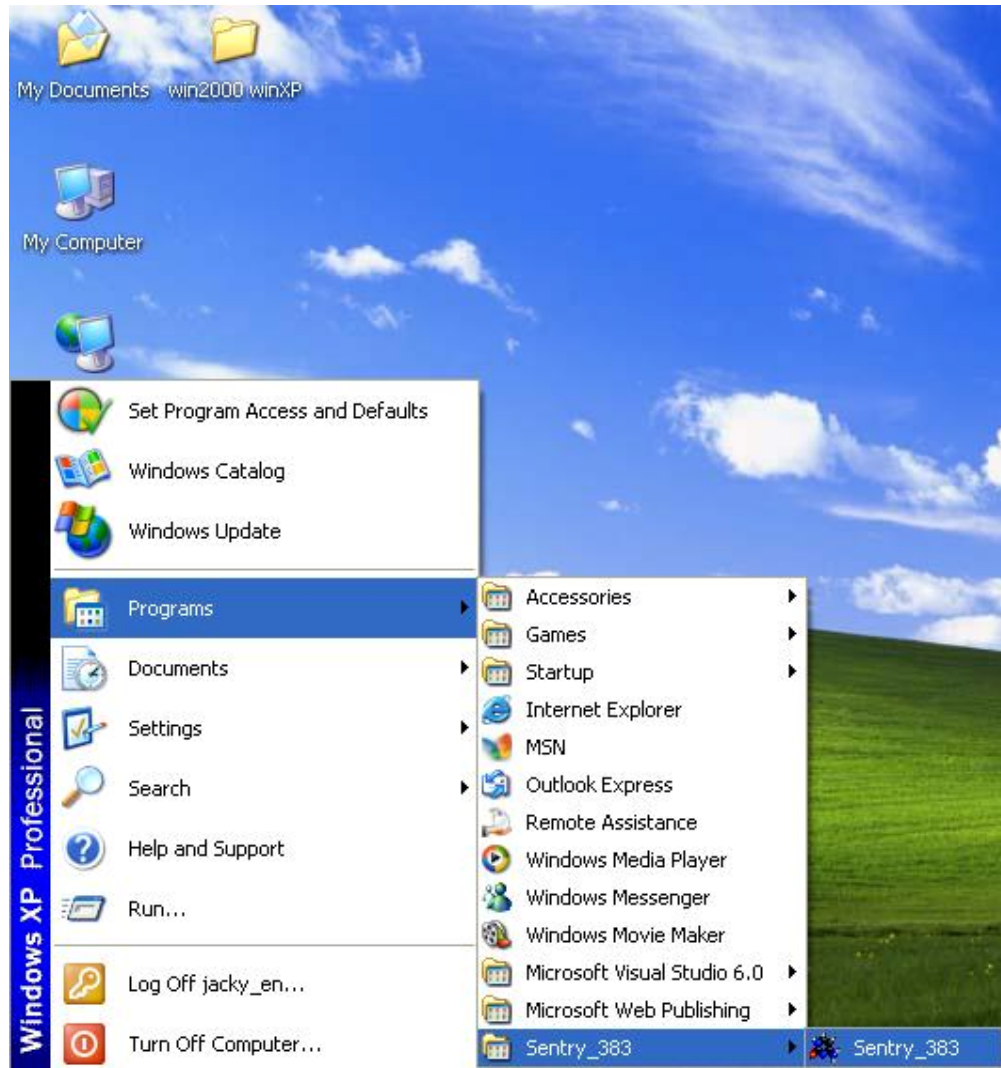 My Documents win2000 winXP
My Computer
Set Program Access and Defaults
Windows Catalog
Windows Update
Programs
Documents
Settings
Search
Help and Support
Run...
Log Off jacky_en...
Turn Off Computer...
Windows XP Professional
Accessories
Games
Startup
Internet Explorer
MSN
Outlook Express
Remote Assistance
Windows Media Player
Windows Messenger
Windows Movie Maker
Microsoft Visual Studio 6.0
Microsoft Web Publishing
Sentry_383
Sentry_383